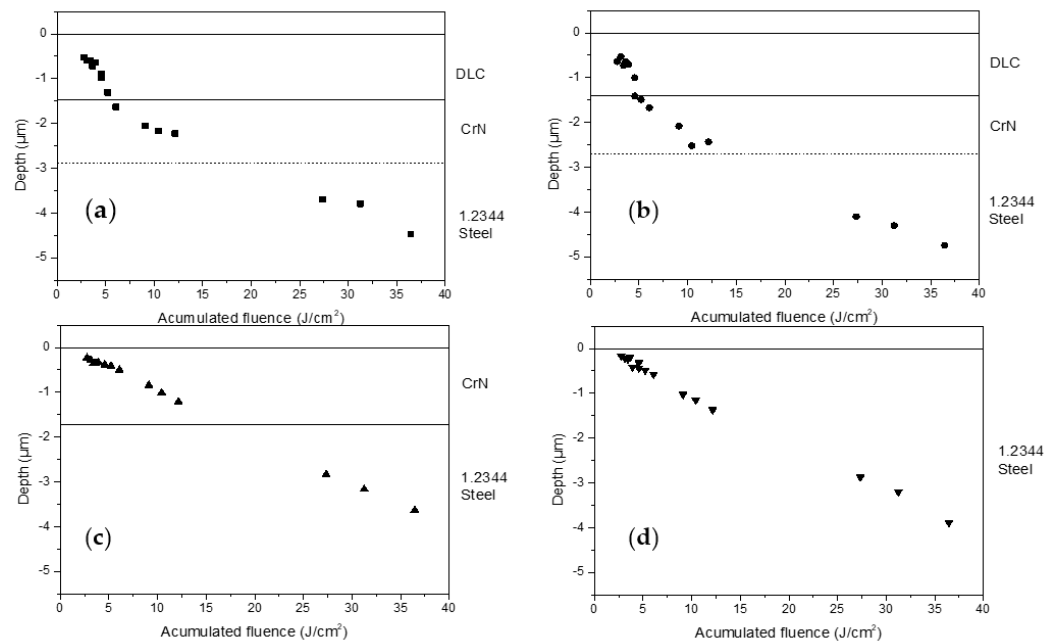 0
-1
-2
-3
-4
-5
Depth (µm)
0 5 10 15 20 25 30 35 40
Acumulated fluence (J/cm²)
DLC
CrN
1.2344
Steel
(a)
0
-1
-2
-3
-4
-5
Depth (µm)
0 5 10 15 20 25 30 35 40
Acumulated fluence (J/cm²)
DLC
CrN
1.2344
Steel
(b)
0
-1
-2
-3
-4
-5
Depth (µm)
0 5 10 15 20 25 30 35 40
Acumulated fluence (J/cm²)
CrN
1.2344
Steel
(c)
0
-1
-2
-3
-4
-5
Depth (µm)
0 5 10 15 20 25 30 35 40
Acumulated fluence (J/cm²)
1.2344
Steel
(d)